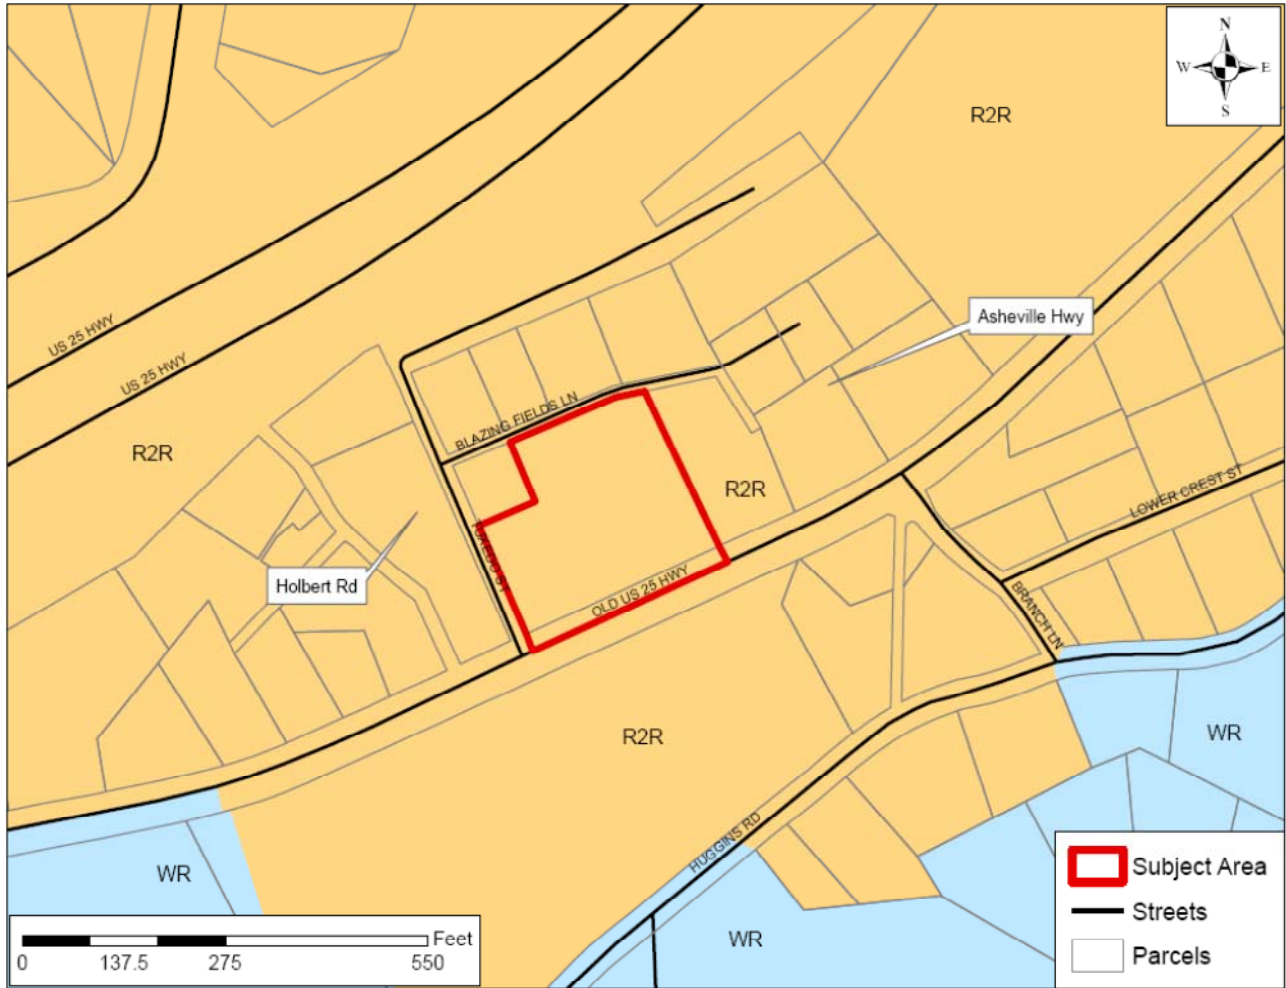 N
W E
S
R2R
Asheville Hwy
US 25 HWY
US 25 HWY
BLAZING FIELDS LN
R2R
R2R
LOWER CREST ST
TUXEDO ST
Holbert Rd
OLD US 25 HWY
BRANCH LN
R2R
WR
HUGGINS RD
WR
WR
Subject Area
Streets
Parcels
Feet
0 137.5 275 550